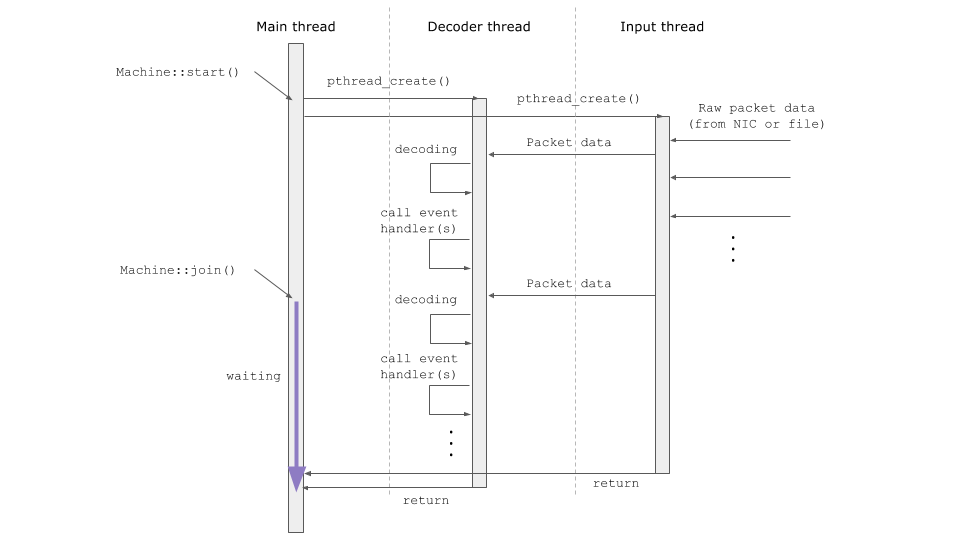 Main thread
Decoder thread
Input thread
Machine::start()
pthread_create()
pthread_create()
Raw packet data
(from NIC or file)
Packet data
decoding
call event
handler(s)
Machine::join()
Packet data
decoding
call event
handler(s)
waiting
return
return